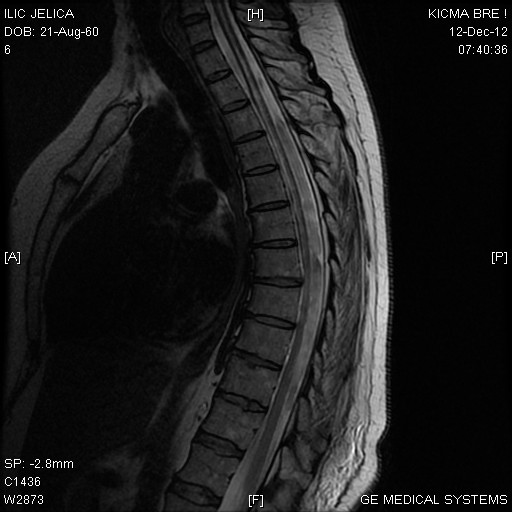 ILIC JELICA
DOB: 21-Aug-60
6
[H]
KICMA BRE !
12-Dec-12
07:40:36
[A]
[P]
SP: -2.8mm
C1436
W2873
[F]
GE MEDICAL SYSTEMS